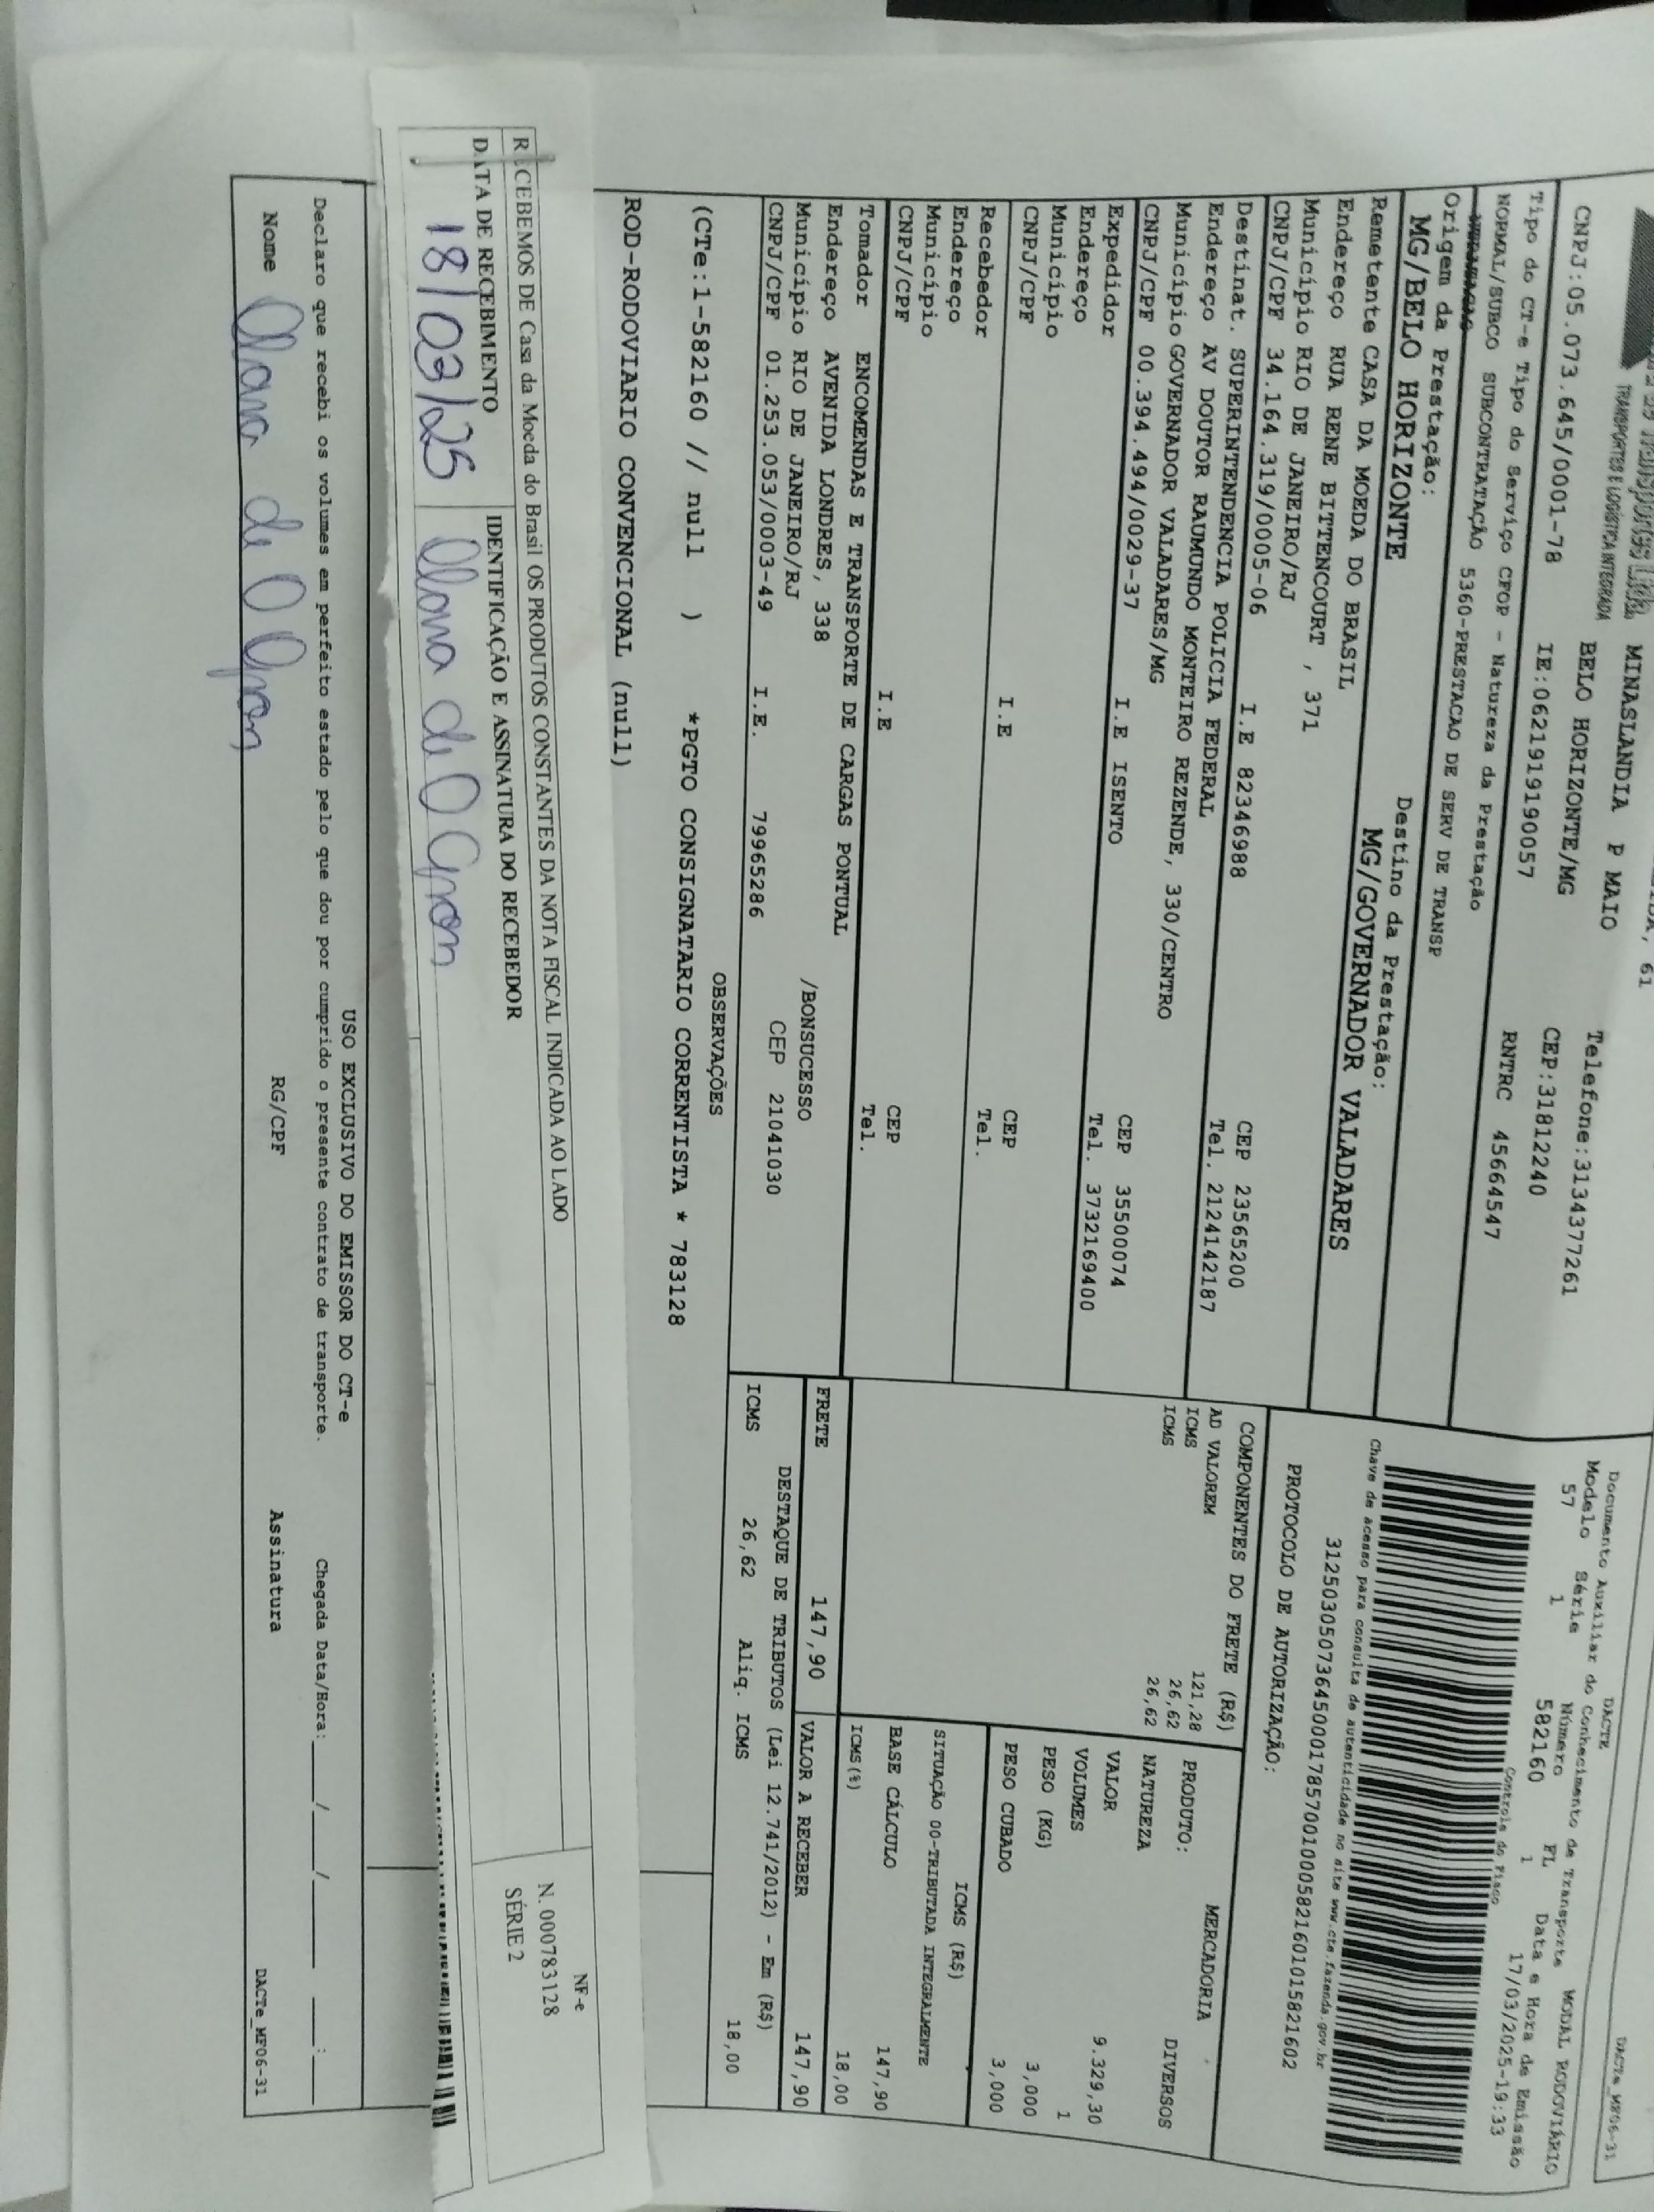 TRANSPORTES E LOGÍSTICA INTEGRADA
61
MINASLANDIA P MAIO
BELO HORIZONTE/MG
Telefone:3134377261
CNPJ:05.073.645/0001-78
IE:0621919190057
CEP:31812240
RNTRC 45664547
Tipo do CT-e Tipo do Serviço CFOP - Natureza da Prestação
NORMAL/SUBCO SUBCONTRATAÇÃO 5360-PRESTACAO DE SERV DE TRANSP
Origem da Prestação:
MG/BELO HORIZONTE
Destino da Prestação:
MG/GOVERNADOR VALADARES
Remetente CASA DA MOEDA DO BRASIL
Endereço RUA RENE BITTENCOURT , 371
Município RIO DE JANEIRO/RJ
CEP 23565200
CNPJ/CPF 34.164.319/0005-06 I.E 82346988
Tel. 2124142187
Destinat. SUPERINTENDENCIA POLICIA FEDERAL
Endereço AV DOUTOR RAUMUNDO MONTEIRO REZENDE, 330/CENTRO
Município GOVERNADOR VALADARES/MG
CEP 35500074
CNPJ/CPF 00.394.494/0029-37 I.E ISENTO
Tel. 3732169400
Expedidor
Endereço
Município
CEP
CNPJ/CPF I.E
Tel.
Recebedor
Endereço
Município
CEP
CNPJ/CPF I.E
Tel.
Tomador ENCOMENDAS E TRANSPORTE DE CARGAS PONTUAL
Endereço AVENIDA LONDRES, 338
/BONSUCESSO
Município RIO DE JANEIRO/RJ
CEP 21041030
CNPJ/CPF 01.253.053/0003-49 I.E. 79965286
DACTe_MF06-31
DACTE
Documento Auxiliar do Conhecimento de Transporte
MODAL RODOVIÁRIO
Modelo Série Número FL Data e Hora de Emissão
57 1 582160 1 17/03/2025-19:33
Controle do Fisco
Chave de acesso para consulta de autenticidade no site www.cte.fazenda.gov.br
31250305073645000178570010005821601015821602
PROTOCOLO DE AUTORIZAÇÃO:
COMPONENTES DO FRETE (R$)
AD VALOREM 121,28
ICMS 26,62
ICMS 26,62
MERCADORIA
PRODUTO:
NATUREZA DIVERSOS
VALOR 9.329,30
VOLUMES 1
PESO (KG) 3,000
PESO CUBADO 3,000
ICMS (R$)
SITUAÇÃO 00-TRIBUTADA INTEGRALMENTE
BASE CÁLCULO 147,90
ICMS(%) 18,00
FRETE 147,90 VALOR A RECEBER 147,90
DESTAQUE DE TRIBUTOS (Lei 12.741/2012) - Em (R$)
ICMS 26,62 Aliq. ICMS 18,00
OBSERVAÇÕES
(CTe:1-582160 // null ) *PGTO CONSIGNATARIO CORRENTISTA * 783128
ROD-RODOVIARIO CONVENCIONAL (null)
RECEBEMOS DE Casa da Moeda do Brasil OS PRODUTOS CONSTANTES DA NOTA FISCAL INDICADA AO LADO
DATA DE RECEBIMENTO
IDENTIFICAÇÃO E ASSINATURA DO RECEBEDOR
18/03/25
NF-e
N. 000783128
SÉRIE 2
USO EXCLUSIVO DO EMISSOR DO CT-e
Declaro que recebi os volumes em perfeito estado pelo que dou por cumprido o presente contrato de transporte. Chegada Data/Hora: ___/___/___ __:__
Nome
RG/CPF
Assinatura
DACTe_MF06-31